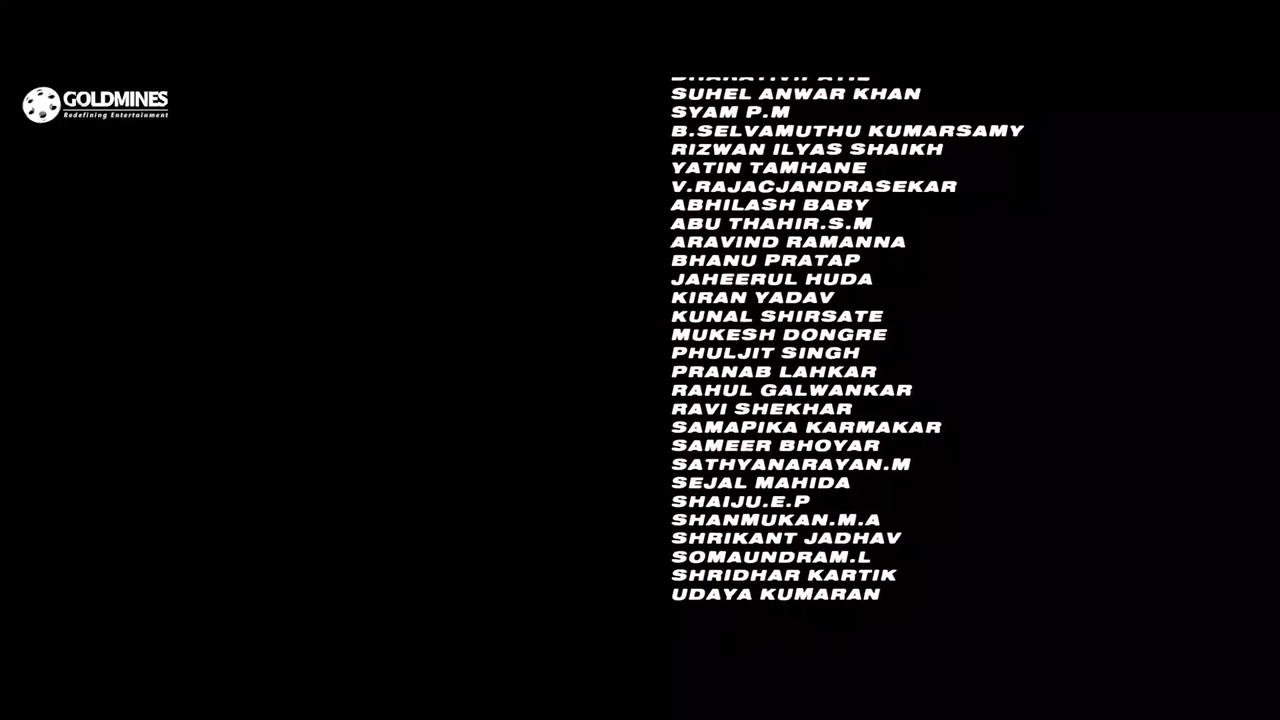 GOLDMINES
Redefining Entertainment
SUHEL ANWAR KHAN
SYAM P.M
B.SELVAMUTHU KUMARSAMY
RIZWAN ILYAS SHAIKH
YATIN TAMHANE
V.RAJACJANDRASEKAR
ABHILASH BABY
ABU THAHIR.S.M
ARAVIND RAMANNA
BHANU PRATAP
JAHEERUL HUDA
KIRAN YADAV
KUNAL SHIRSATE
MUKESH DONGRE
PHULJIT SINGH
PRANAB LAHKAR
RAHUL GALWANKAR
RAVI SHEKHAR
SAMAPIKA KARMAKAR
SAMEER BHOYAR
SATHYANARAYAN.M
SEJAL MAHIDA
SHAIJU.E.P
SHANMUKAN.M.A
SHRIKANT JADHAV
SOMAUNDRAM.L
SHRIDHAR KARTIK
UDAYA KUMARAN